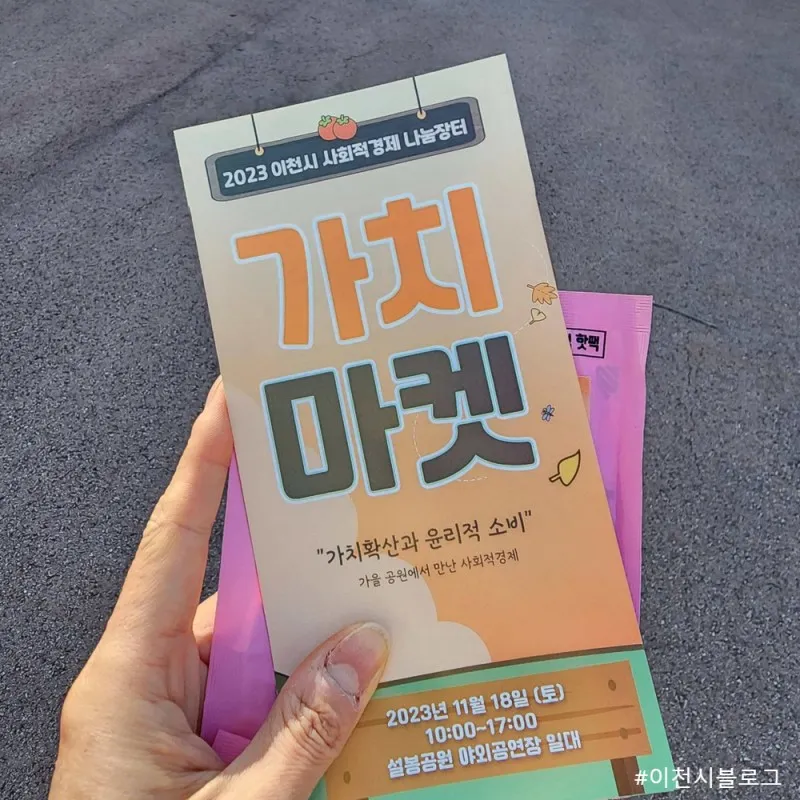 2023 이천시 사회적경제 나눔장터
가치
마켓
핫팩
"가치확산과 윤리적 소비"
가을 공원에서 만난 사회적경제
2023년 11월 18일 (토)
10:00~17:00
설봉공원 야외공연장 일대
#이천시블로그